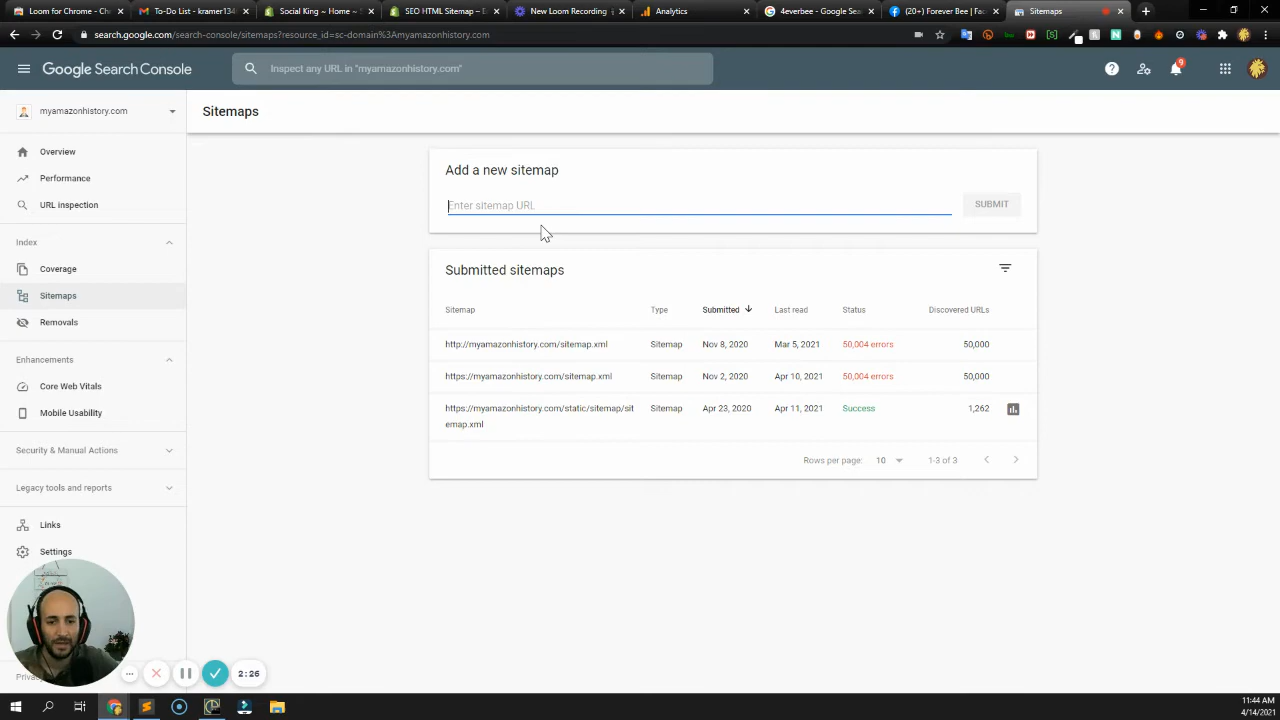 Loom for Chrome - Ch
To-Do List - kramer134
Social King ~ Home ~ S
SEO HTML Sitemap ~ E
New Loom Recording
Analytics
4verbee - Google Sea
(20+) Forever Bee | Fac
Sitemaps
search.google.com/search-console/sitemaps?resource_id=sc-domain%3Amyamazonhistory.com
Google Search Console
Inspect any URL in "myamazonhistory.com"
9
myamazonhistory.com
Sitemaps
Overview
Performance
URL inspection
Index
Coverage
Sitemaps
Removals
Enhancements
Core Web Vitals
Mobile Usability
Security & Manual Actions
Legacy tools and reports
Links
Settings
Privac
Add a new sitemap
Enter sitemap URL
SUBMIT
Submitted sitemaps
Sitemap Type Submitted Last read Status Discovered URLs
http://myamazonhistory.com/sitemap.xml Sitemap Nov 8, 2020 Mar 5, 2021 50,004 errors 50,000
https://myamazonhistory.com/sitemap.xml Sitemap Nov 2, 2020 Apr 10, 2021 50,004 errors 50,000
https://myamazonhistory.com/static/sitemap/sit Sitemap Apr 23, 2020 Apr 11, 2021 Success 1,262
emap.xml
Rows per page: 10 1-3 of 3
2:26
11:44 AM
4/14/2021